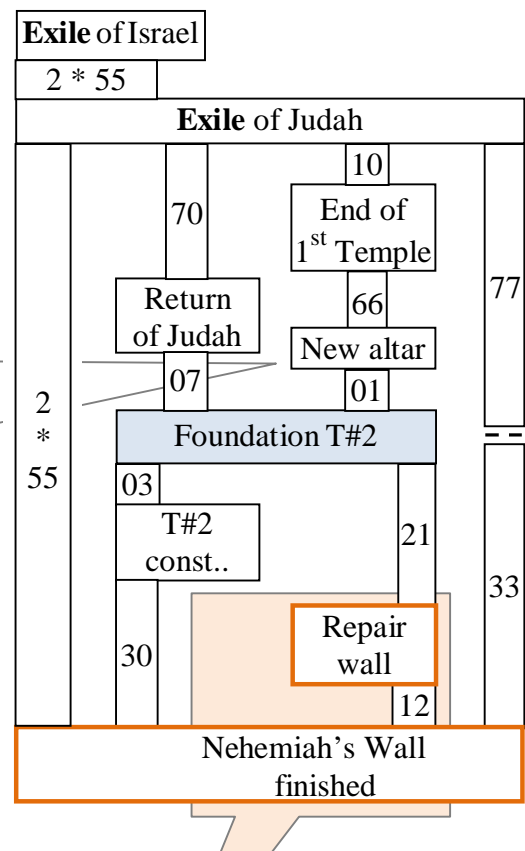 Exile of Israel
2 * 55
Exile of Judah
10
70
End of
1st Temple
77
66
Return
of Judah
New altar
07
01
2
*
55
Foundation T#2
03
T#2
const..
21
33
Repair
wall
30
12
Nehemiah's Wall
finished